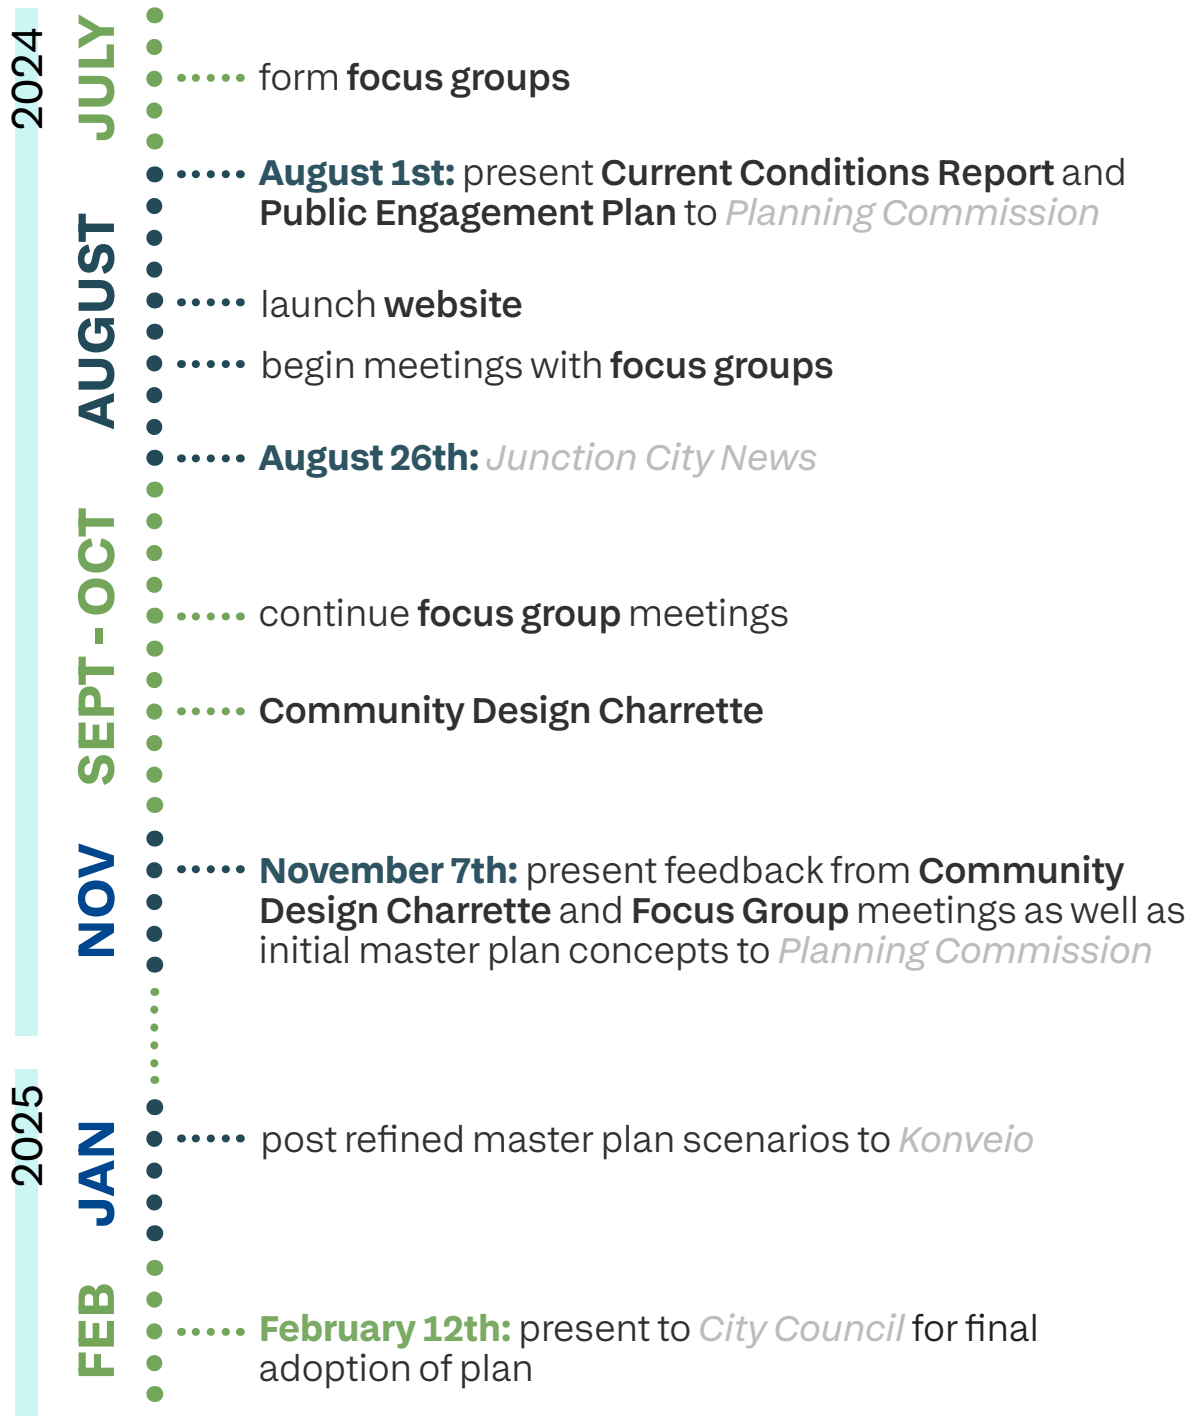 2024
JULY
form focus groups
August 1st: present Current Conditions Report and
Public Engagement Plan to Planning Commission
AUGUST
launch website
begin meetings with focus groups
August 26th: Junction City News
SEPT - OCT
continue focus group meetings
Community Design Charrette
NOV
November 7th: present feedback from Community
Design Charrette and Focus Group meetings as well as
initial master plan concepts to Planning Commission
2025
JAN
post refined master plan scenarios to Konveio
FEB
February 12th: present to City Council for final
adoption of plan